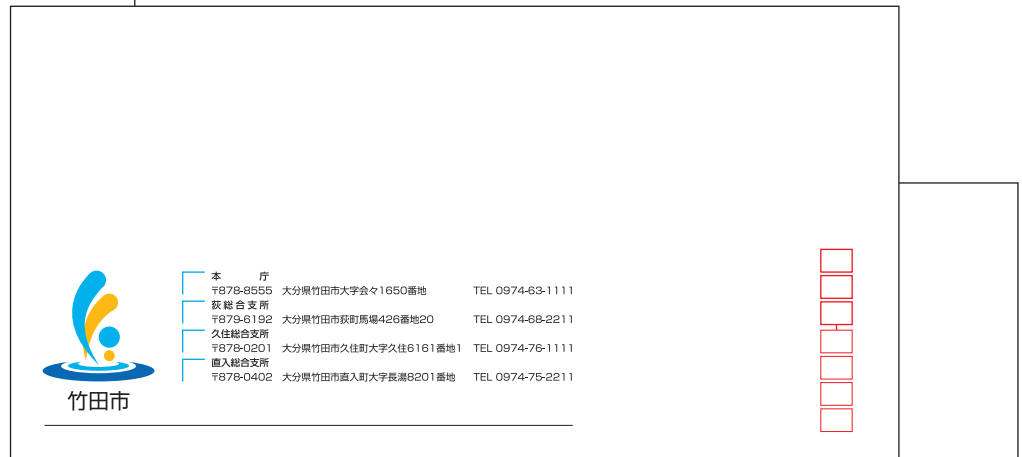 本　　　庁
〒878-8555　大分県竹田市大字会々1650番地　TEL 0974-63-1111
荻総合支所
〒879-6192　大分県竹田市荻町馬場426番地20　TEL 0974-68-2211
久住総合支所
〒878-0201　大分県竹田市久住町大字久住6161番地1　TEL 0974-76-1111
直入総合支所
〒878-0402　大分県竹田市直入町大字長湯8201番地　TEL 0974-75-2211
竹田市